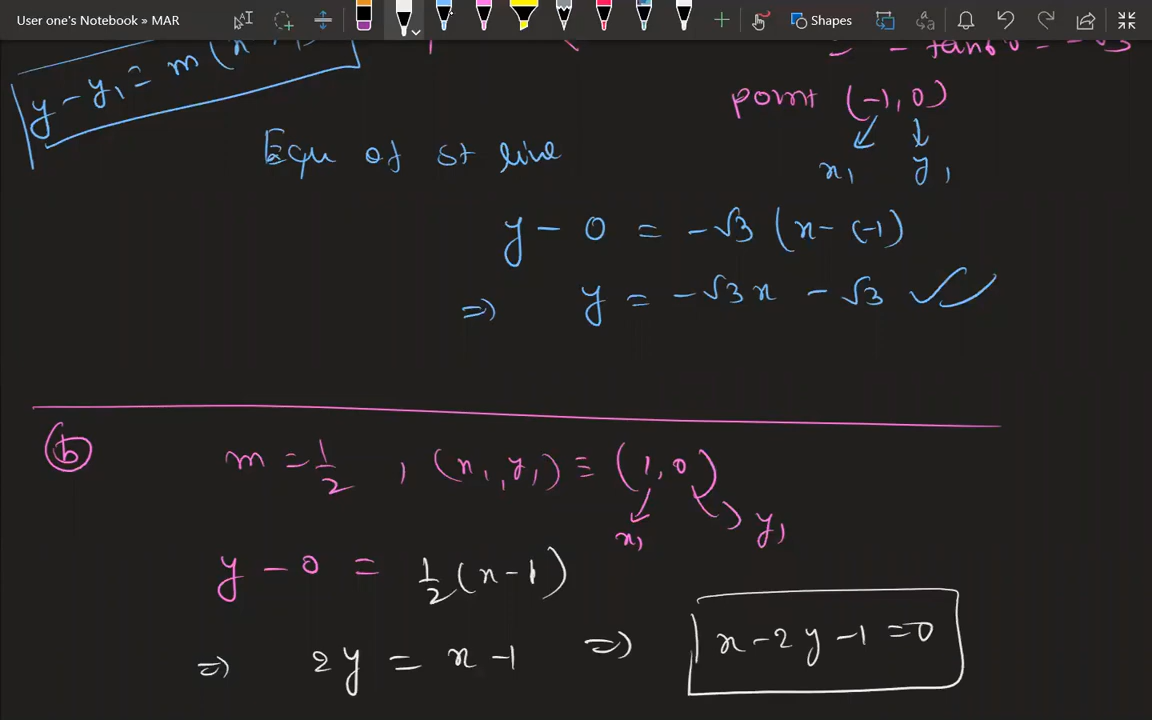 User one's Notebook » MAR
Shapes
y - y₁ = m (x
point (-1, 0)
x₁ y₁
Equ of st line
y - 0 = -√3 (x - (-1)
⇒ y = -√3x - √3
(b) m = 1/2 , (x₁, y₁) ≡ (1, 0)
x₁ y₁
y - 0 = 1/2 (x - 1)
⇒ 2y = x - 1 ⇒ x - 2y - 1 = 0